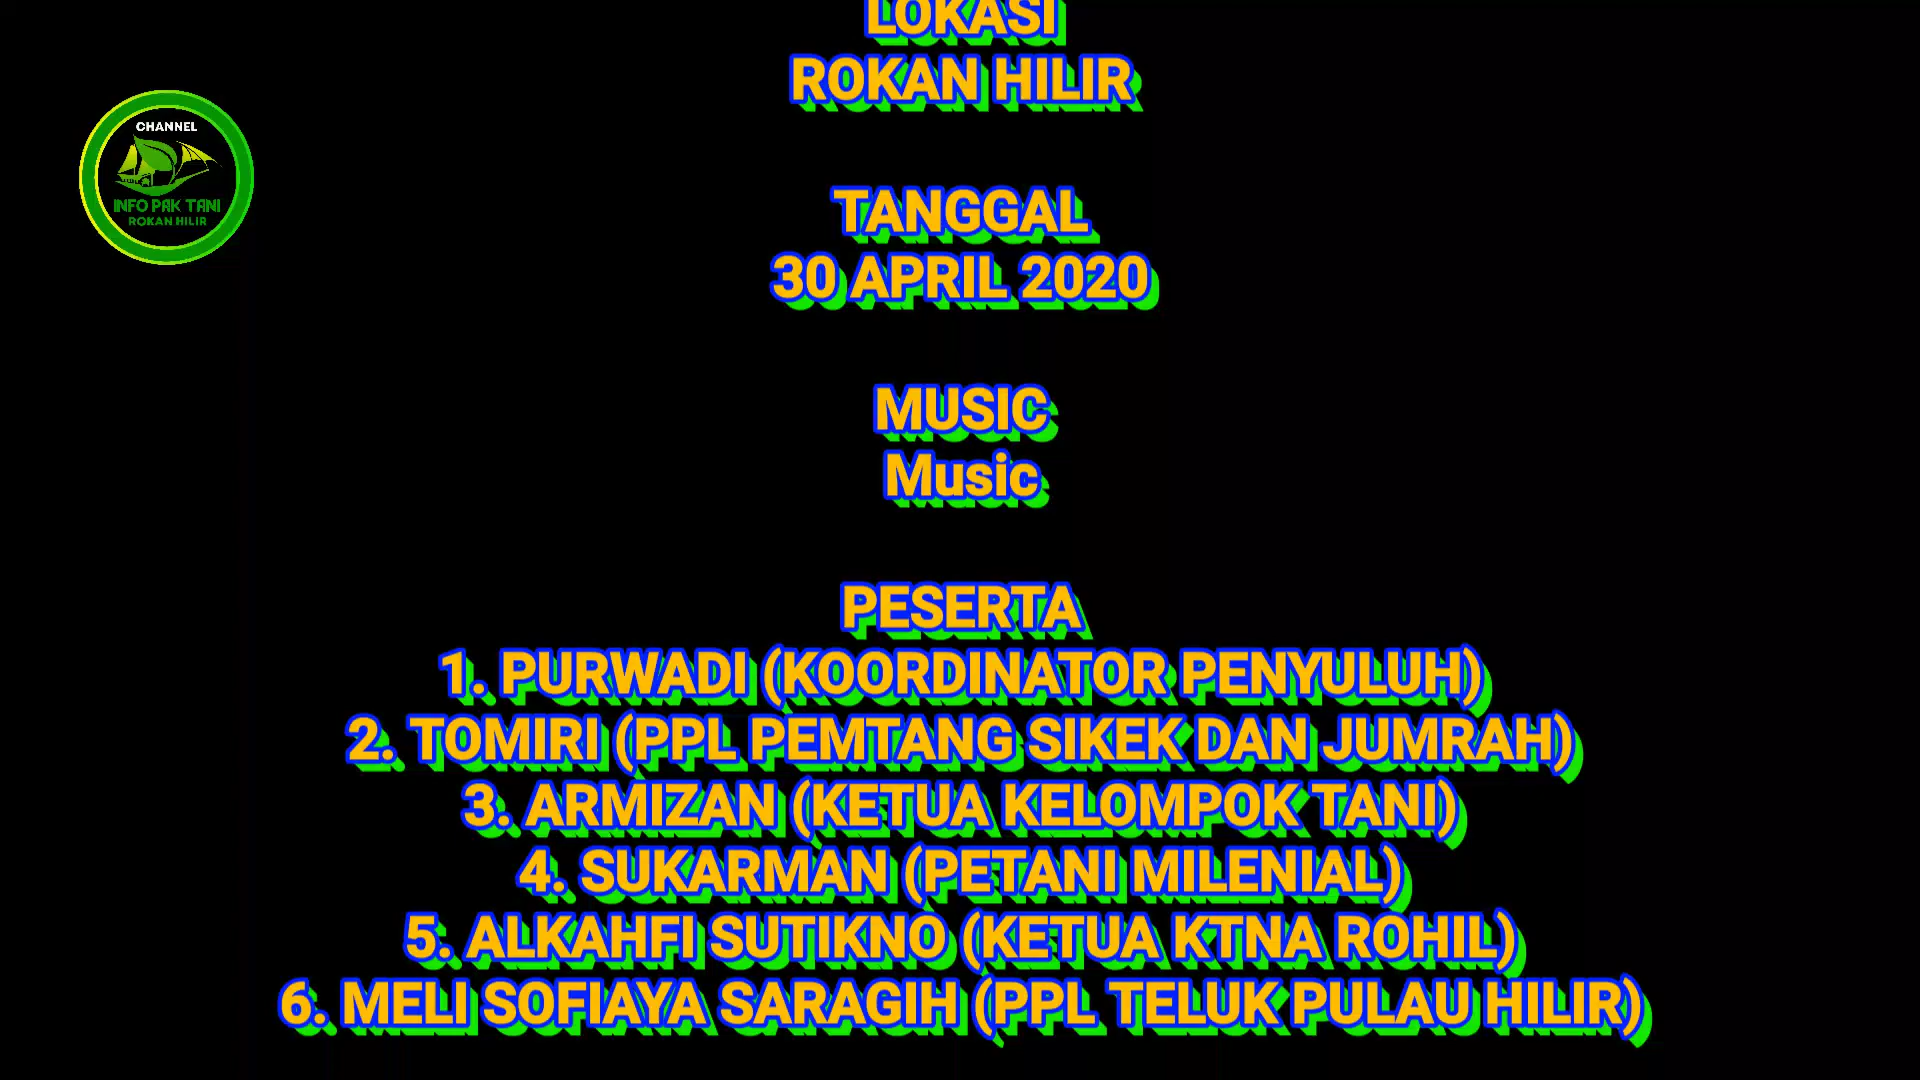 LOKASI
ROKAN HILIR
CHANNEL
INFO PAK TANI
ROKAN HILIR
TANGGAL
30 APRIL 2020
MUSIC
Music
PESERTA
1. PURWADI (KOORDINATOR PENYULUH)
2. TOMIRI (PPL PEMTANG SIKEK DAN JUMRAH)
3. ARMIZAN (KETUA KELOMPOK TANI)
4. SUKARMAN (PETANI MILENIAL)
5. ALKAHFI SUTIKNO (KETUA KTNA ROHIL)
6. MELI SOFIAYA SARAGIH (PPL TELUK PULAU HILIR)